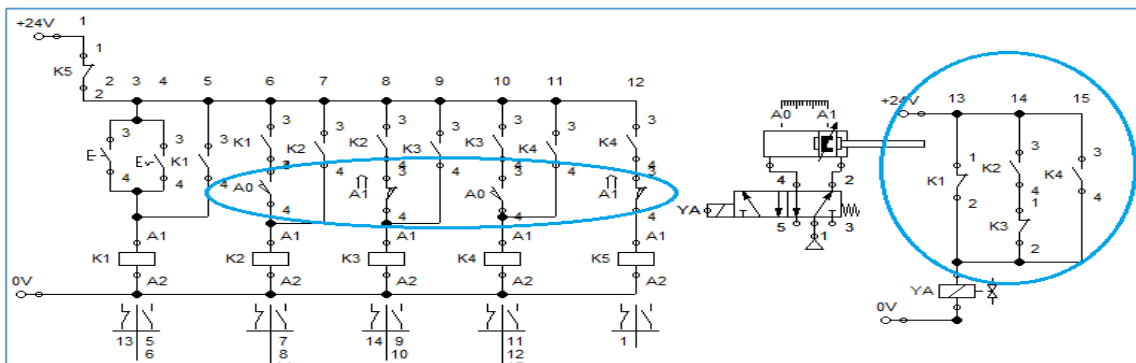 +24V 1
1
K5 2 3 4 5 6 7 8 9 10 11 12
2
3 3 3 3 3 3 3 3 3 3
E E K1 K1 K2 K2 K3 K3 K4 K4
4 4 4 4 4 4 4 4
A0 A1 A0 A1
4 4 4 4
A1 A1 A1 A1 A1
K1 K2 K3 K4 K5
A2 A2 A2 A2 A2
0V
13 5 7 14 9 11 1
6 8 10 12
A0 A1
4 2
YA
5 1 3
+24V 13 14 15
1 3 3
K1 K2 K4
2 4 4
1
K3
2
YA
0V